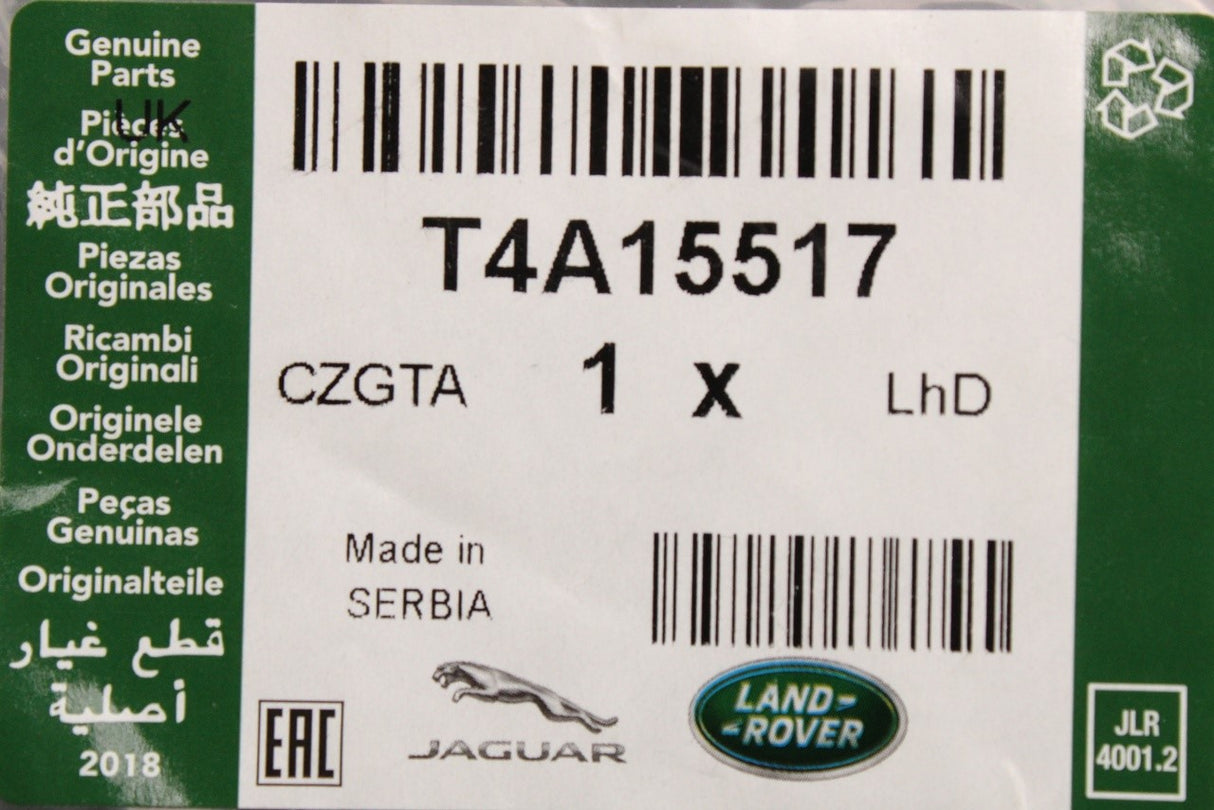 Genuine
Parts
UK
Pièces
d'Origine
純正部品
Piezas
Originales
Ricambi
Originali
Originele
Onderdelen
Peças
Genuinas
Originalteile
قطع غيار
أصلية
2018
T4A15517
CZGTA 1 x LhD
Made in
SERBIA
EAC
JAGUAR
LAND-
-ROVER
JLR
4001.2